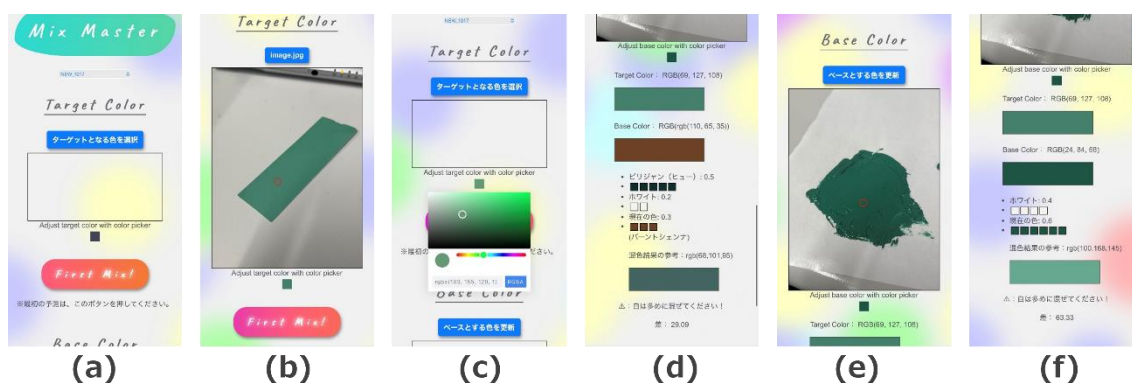 Mix Master
NEW_1017
Target Color
ターゲットとなる色を選択
Adjust target color with color picker
First Mix!
※最初の予測は、このボタンを押してください。
Base Color
(a)
Target Color
image.jpg
Adjust target color with color picker
First Mix!
(b)
NEW_1017
Target Color
ターゲットとなる色を選択
Adjust target color with color picker
※最初の
ださい。
RGBA
Base Color
ベースとする色を更新
(c)
Adjust base color with color picker
Target Color： RGB(69, 127, 108)
Base Color： RGB(rgb(110, 65, 35))
ビリジャン（ヒュー）: 0.5
ホワイト: 0.2
現在の色: 0.3
(バーントシェンナ)
混色結果の参考：rgb(68,101,95)
⚠：白は多めに混ぜてください！
差： 29.09
(d)
Base Color
ベースとする色を更新
Adjust base color with color picker
Target Color： RGB(69, 127, 108)
(e)
Adjust base color with color picker
Target Color： RGB(69, 127, 108)
Base Color： RGB(24, 84, 68)
ホワイト: 0.4
現在の色: 0.6
混色結果の参考：rgb(100,168,145)
⚠：白は多めに混ぜてください！
差： 63.33
(f)